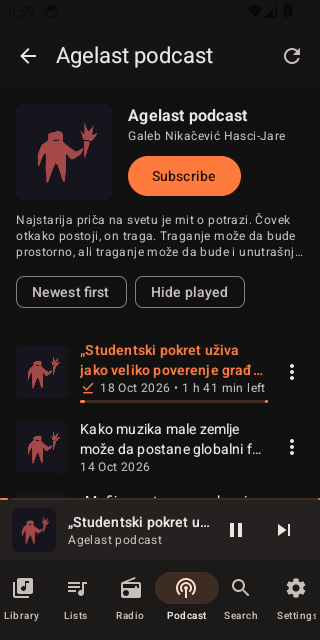 9:59
Agelast podcast
Agelast podcast
Galeb Nikačević Hasci-Jare
Subscribe
Najstarija priča na svetu je mit o potrazi. Čovek
otkako postoji, on traga. Traganje može da bude
prostorno, ali traganje može da bude i unutrašnj…
Newest first
Hide played
„Studentski pokret uživa
jako veliko poverenje građ…
18 Oct 2026 • 1 h 41 min left
Kako muzika male zemlje
može da postane globalni f…
14 Oct 2026
„Studentski pokret u…
Agelast podcast
Library
Lists
Radio
Podcast
Search
Settings